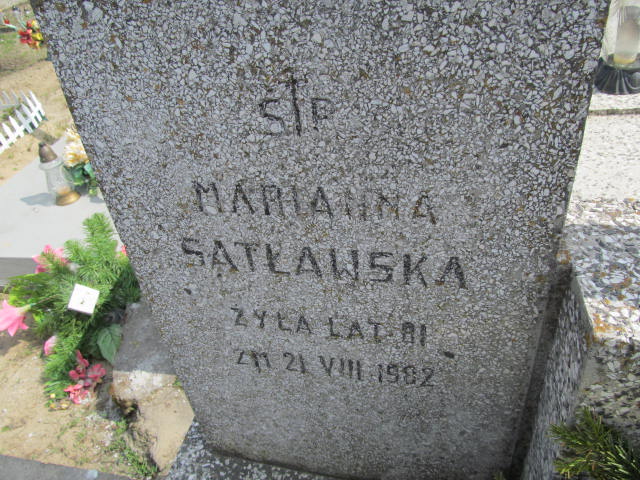 Ś†P
MARIANNA
SATŁAWSKA
ŻYŁA LAT 81
ZM 21 VIII 1982